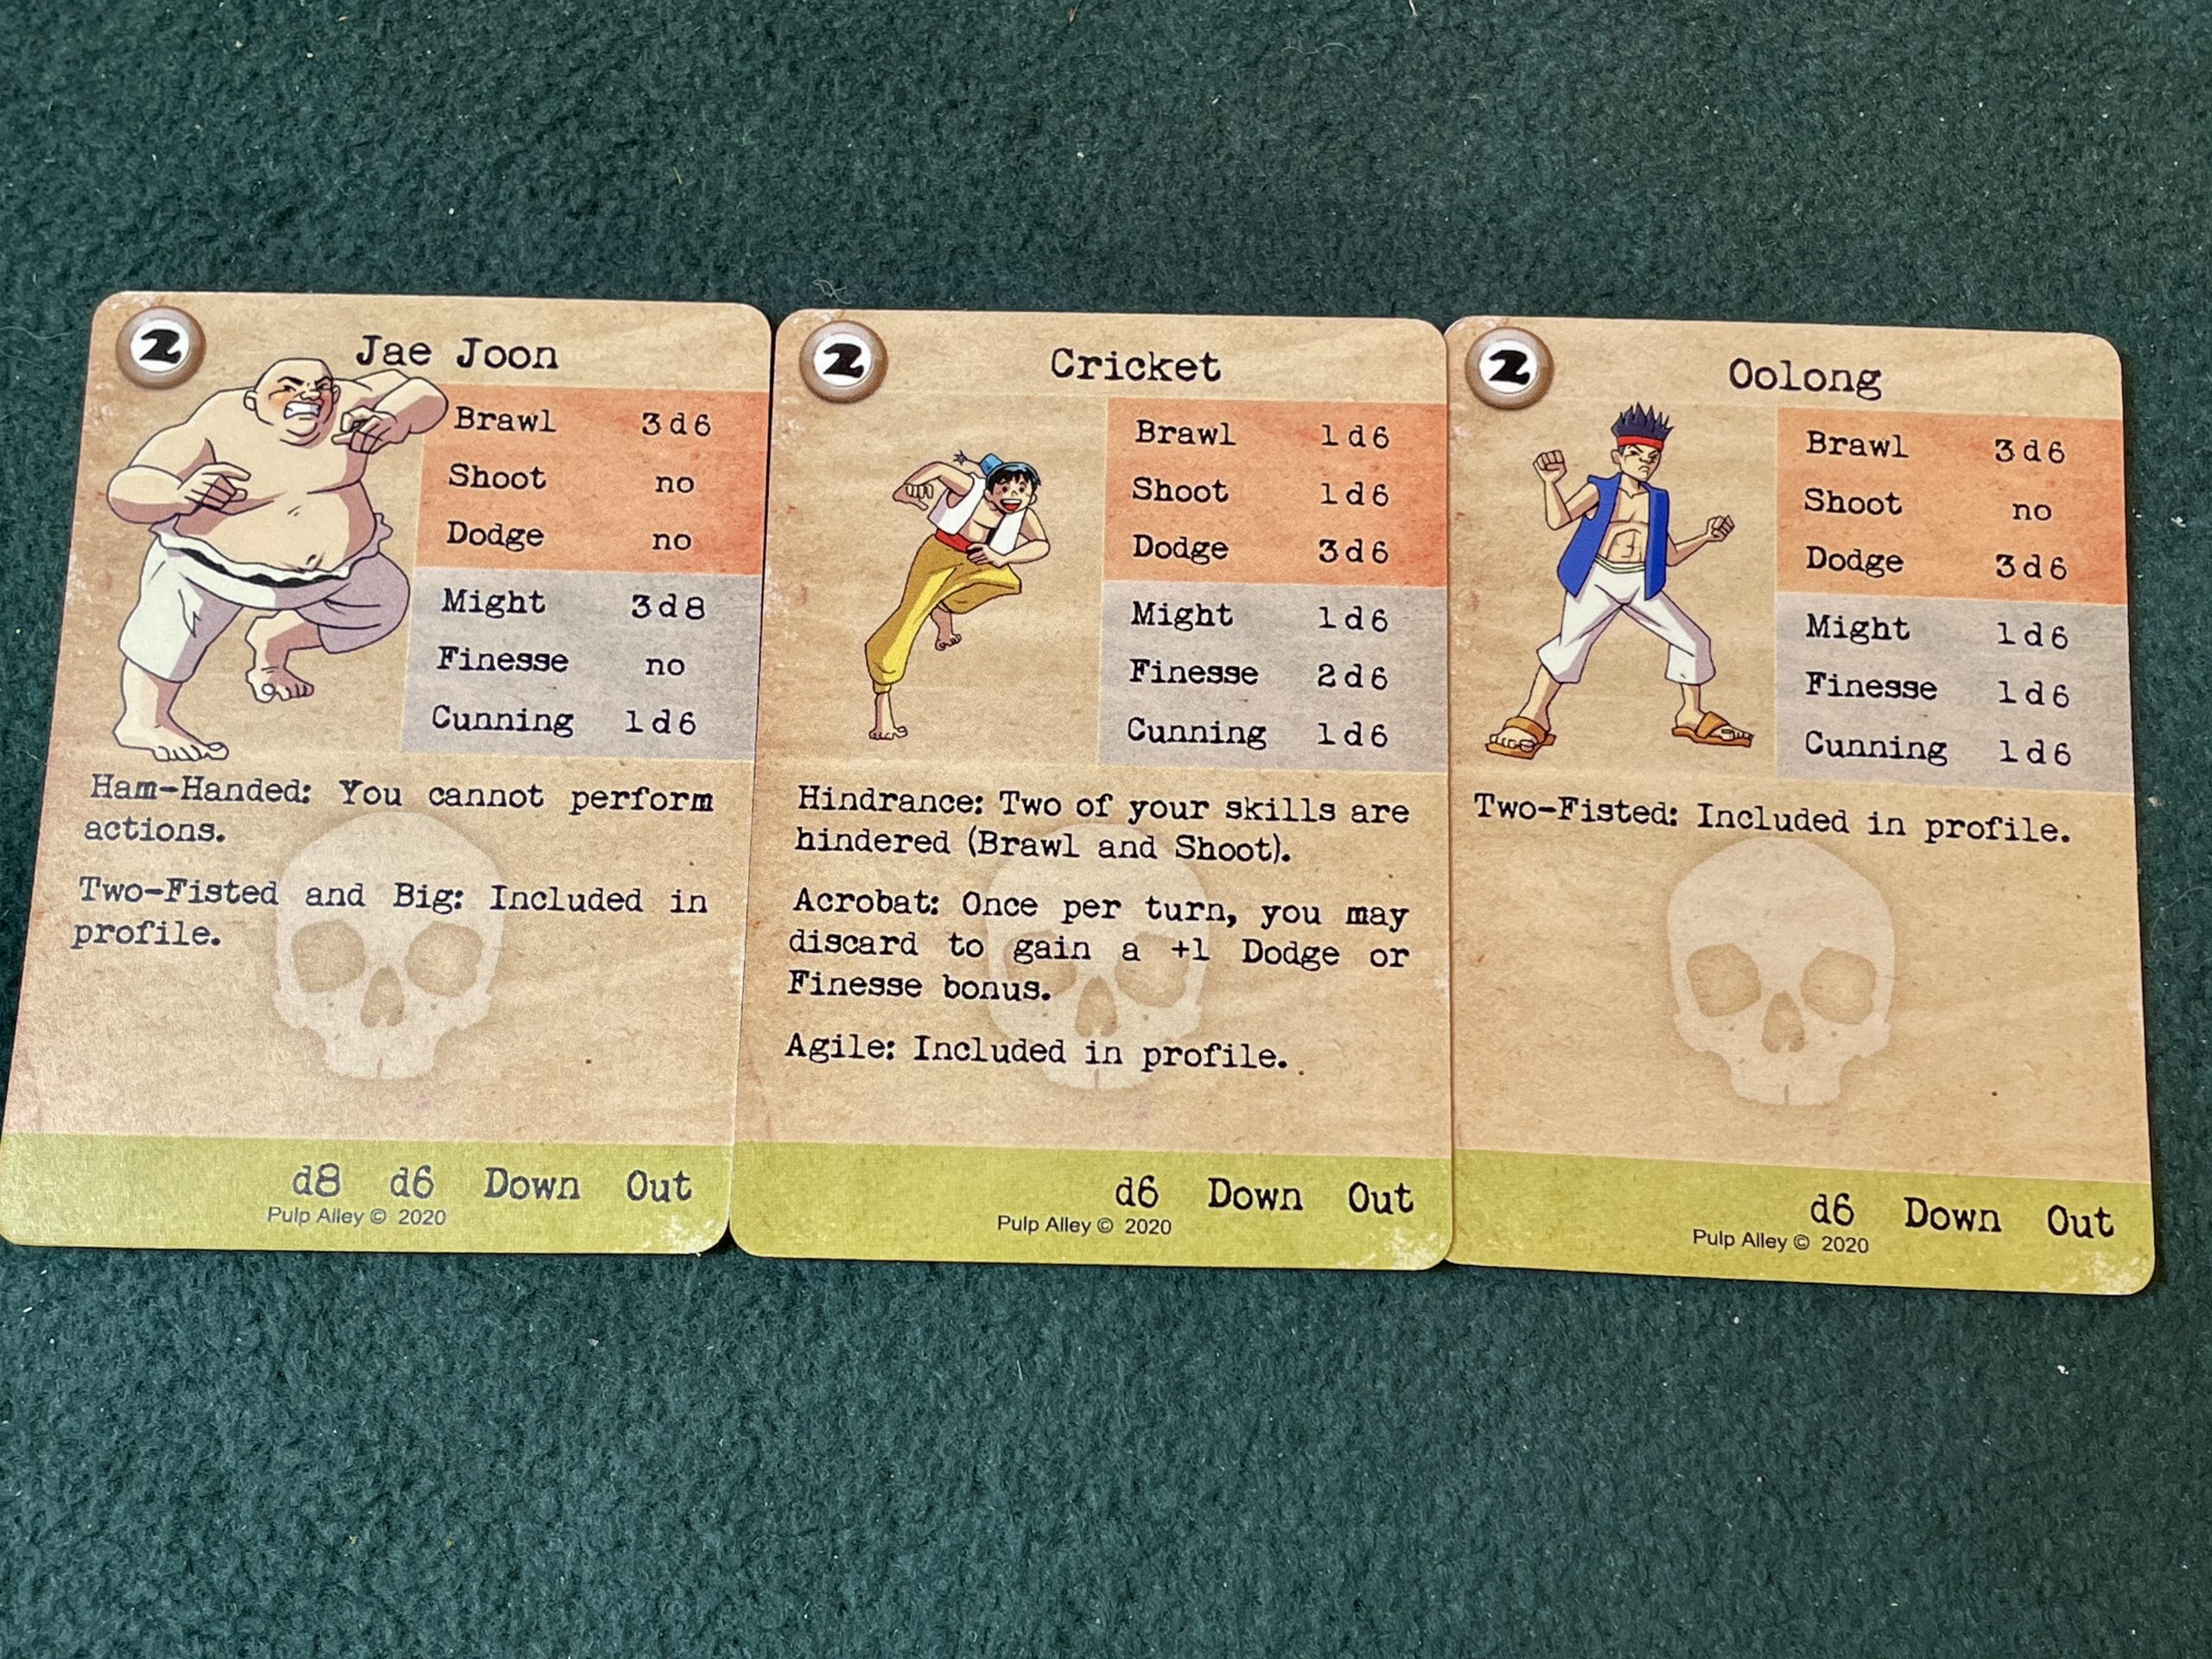 2
Jae Joon
Brawl 3d6
Shoot no
Dodge no
Might 3d8
Finesse no
Cunning 1d6
Ham-Handed: You cannot perform
actions.
Two-Fisted and Big: Included in
profile.
d8 d6 Down Out
Pulp Alley © 2020
2
Cricket
Brawl 1d6
Shoot 1d6
Dodge 3d6
Might 1d6
Finesse 2d6
Cunning 1d6
Hindrance: Two of your skills are
hindered (Brawl and Shoot).
Acrobat: Once per turn, you may
discard to gain a +1 Dodge or
Finesse bonus.
Agile: Included in profile.
d6 Down Out
Pulp Alley © 2020
2
Oolong
Brawl 3d6
Shoot no
Dodge 3d6
Might 1d6
Finesse 1d6
Cunning 1d6
Two-Fisted: Included in profile.
d6 Down Out
Pulp Alley © 2020